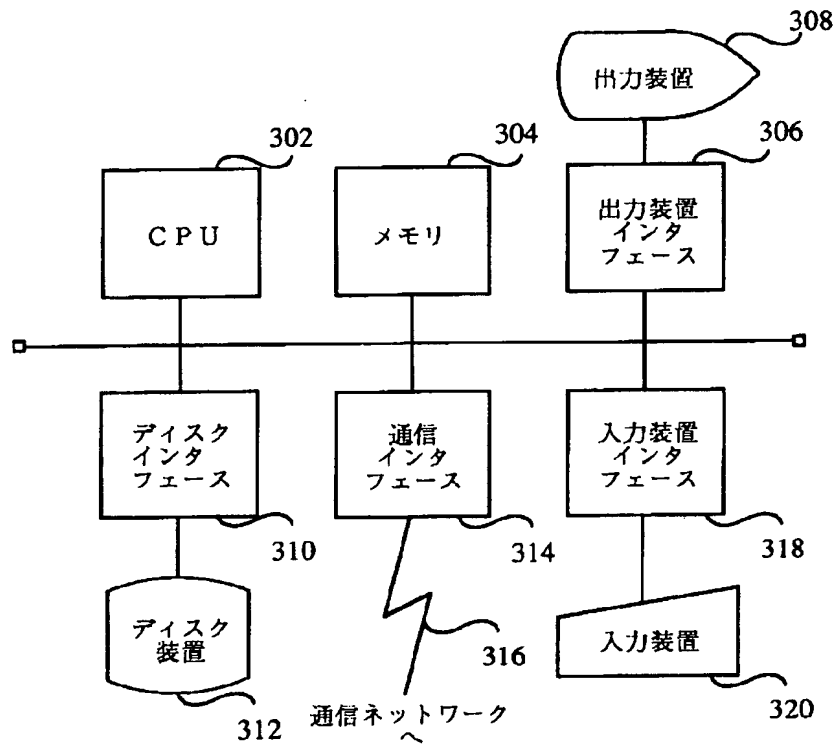 308
出力装置
302
304
306
ＣＰＵ
メモリ
出力装置
インタ
フェース
ディスク
インタ
フェース
通信
インタ
フェース
入力装置
インタ
フェース
310
314
318
ディスク
装置
316
入力装置
312
通信ネットワーク
へ
320